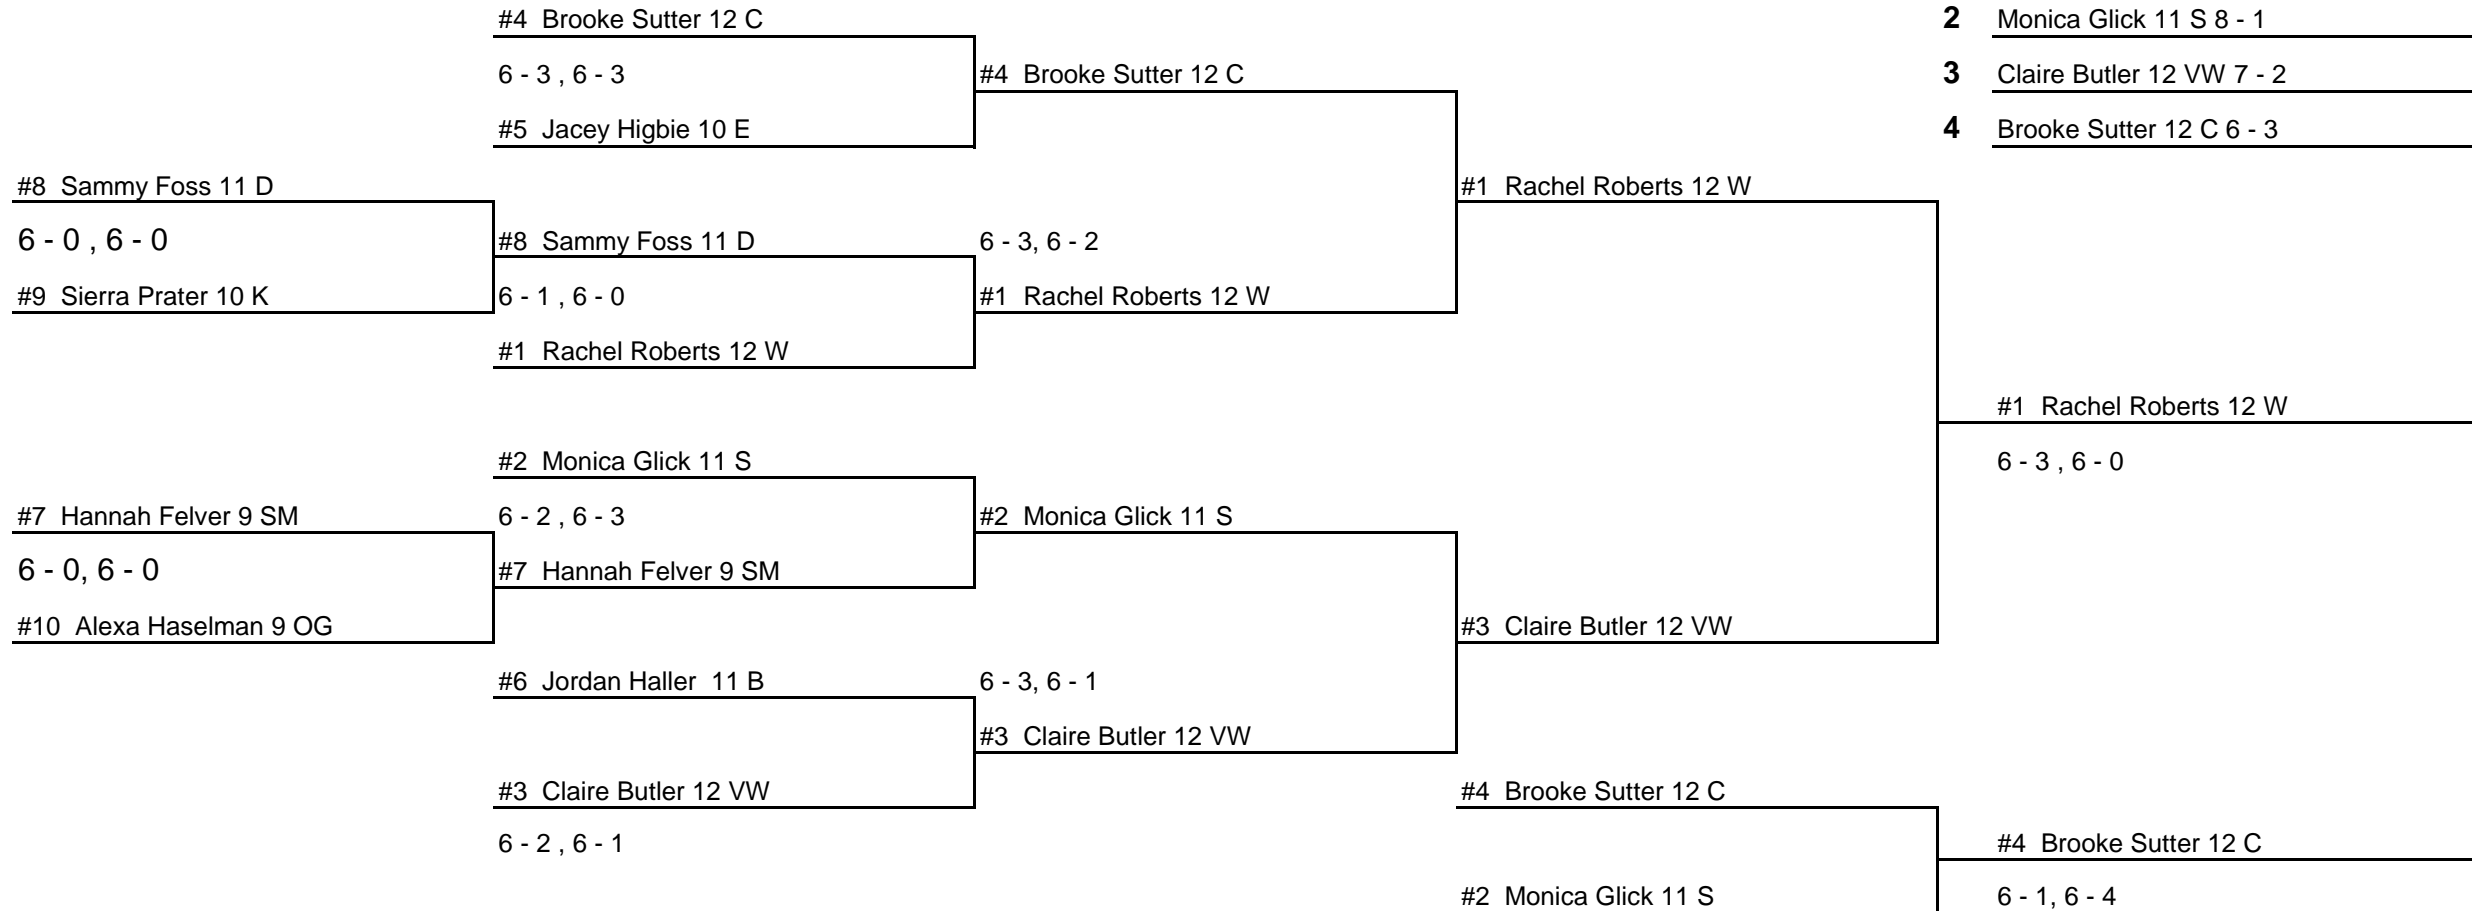 #4 Brooke Sutter 12 C
2 Monica Glick 11 S 8 - 1
6 - 3 , 6 - 3
#4 Brooke Sutter 12 C
3 Claire Butler 12 VW 7 - 2
#5 Jacey Higbie 10 E
4 Brooke Sutter 12 C 6 - 3
#8 Sammy Foss 11 D
#1 Rachel Roberts 12 W
6 - 0 , 6 - 0
#8 Sammy Foss 11 D
6 - 3, 6 - 2
#9 Sierra Prater 10 K
6 - 1 , 6 - 0
#1 Rachel Roberts 12 W
#1 Rachel Roberts 12 W
#1 Rachel Roberts 12 W
#2 Monica Glick 11 S
6 - 3 , 6 - 0
#7 Hannah Felver 9 SM
6 - 2 , 6 - 3
#2 Monica Glick 11 S
6 - 0, 6 - 0
#7 Hannah Felver 9 SM
#10 Alexa Haselman 9 OG
#3 Claire Butler 12 VW
#6 Jordan Haller 11 B
6 - 3, 6 - 1
#3 Claire Butler 12 VW
#3 Claire Butler 12 VW
#4 Brooke Sutter 12 C
6 - 2 , 6 - 1
#4 Brooke Sutter 12 C
#2 Monica Glick 11 S
6 - 1, 6 - 4